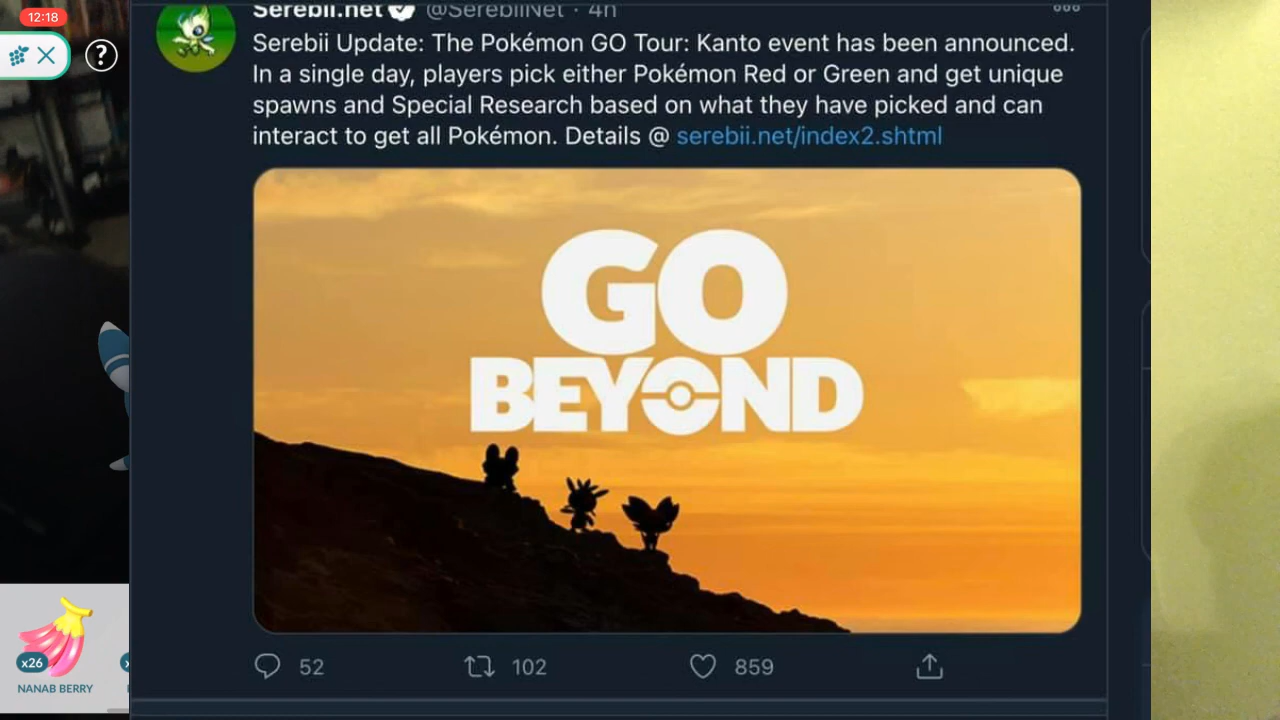 12:18
?
Serebii.net @SerebiiNet · 4h
Serebii Update: The Pokémon GO Tour: Kanto event has been announced.
In a single day, players pick either Pokémon Red or Green and get unique
spawns and Special Research based on what they have picked and can
interact to get all Pokémon. Details @ serebii.net/index2.shtml
GO
BEYOND
52 102 859
x26
NANAB BERRY